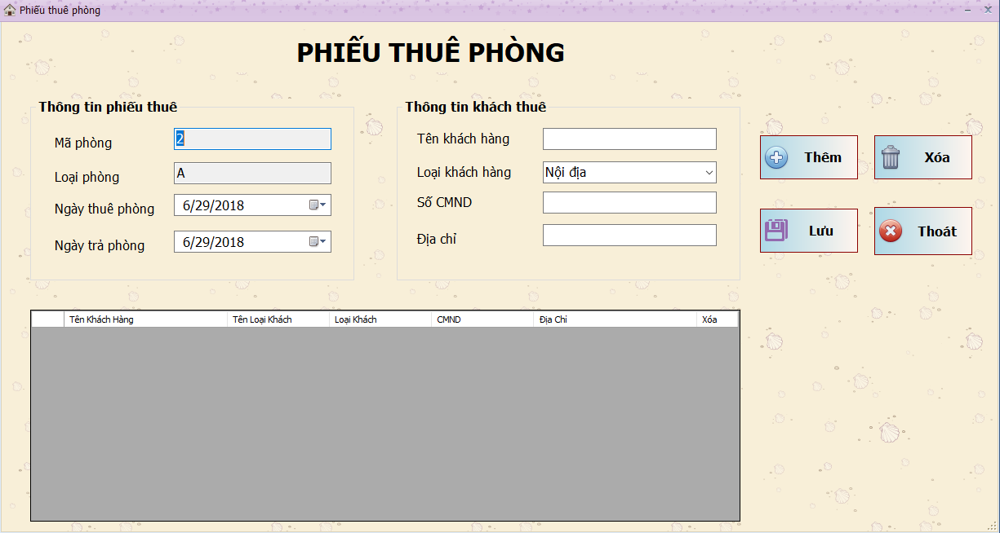 Phiếu thuê phòng
PHIẾU THUÊ PHÒNG
Thông tin phiếu thuê
Mã phòng
2
Loại phòng
A
Ngày thuê phòng
6/29/2018
Ngày trả phòng
6/29/2018
Thông tin khách thuê
Tên khách hàng
Loại khách hàng
Nội địa
Số CMND
Địa chỉ
Thêm
Xóa
Lưu
Thoát
Tên Khách Hàng Tên Loại Khách Loại Khách CMND Địa Chỉ Xóa